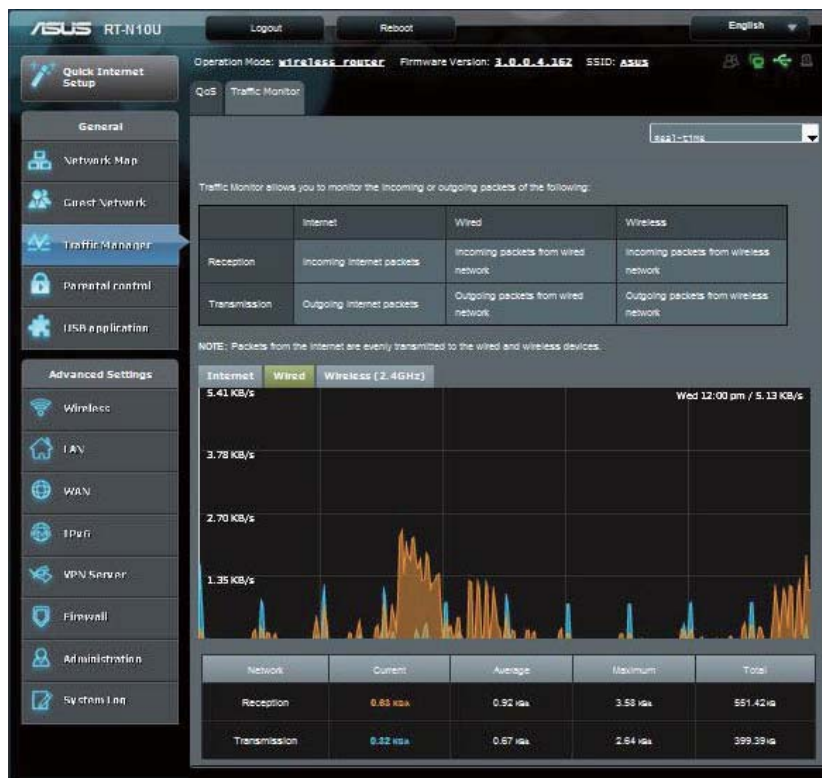 ASUS RT-N10U
Logout
Reboot
English
Quick Internet Setup
Operation Mode: Wireless router Firmware Version: 3.0.0.4.162 SSID: ASUS
QoS
Traffic Monitor
General
Network Map
Guest Network
Traffic Manager
Parental control
USB application
Advanced Settings
Wireless
LAN
WAN
IPv6
VPN Server
Firewall
Administration
System Log
Real-time
Traffic Monitor allows you to monitor the incoming or outgoing packets of the following:
Internet Wired Wireless
Reception Incoming Internet packets Incoming packets from wired network Incoming packets from wireless network
Transmission Outgoing Internet packets Outgoing packets from wired network Outgoing packets from wireless network
NOTE: Packets from the Internet are evenly transmitted to the wired and wireless devices.
Internet Wired Wireless (2.4GHz)
5.41 KB/s
Wed 12:00 pm / 5.13 KB/s
3.78 KB/s
2.70 KB/s
1.35 KB/s
Network Current Average Maximum Total
Reception 0.63 0.92 3.58 551.42
Transmission 0.32 0.67 2.64 399.39